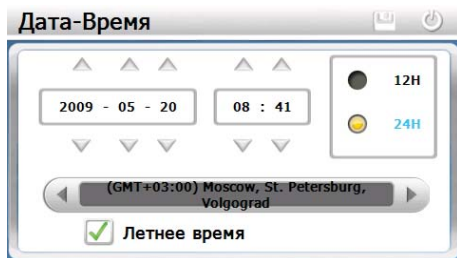 Дата-Время
12H
2009 - 05 - 20 08 : 41
24H
(GMT+03:00) Moscow, St. Petersburg,
Volgograd
Летнее время